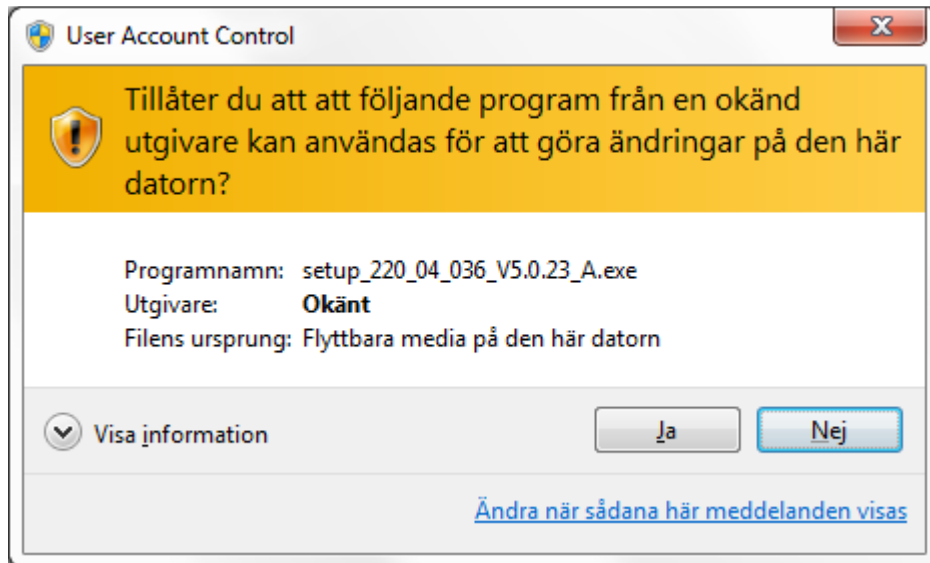 User Account Control
Tillåter du att att följande program från en okänd
utgivare kan användas för att göra ändringar på den här
datorn?
Programnamn: setup_220_04_036_V5.0.23_A.exe
Utgivare: Okänt
Filens ursprung: Flyttbara media på den här datorn
Visa information
Ja
Nej
Ändra när sådana här meddelanden visas